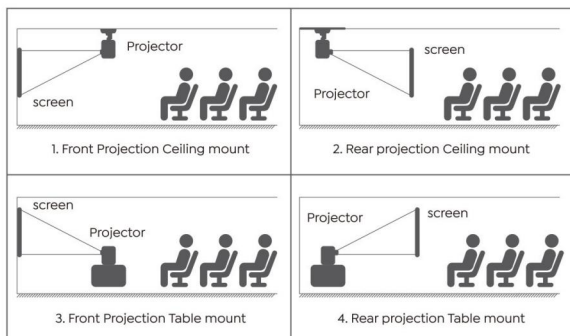 Projector
screen
1. Front Projection Ceiling mount
screen
Projector
2. Rear projection Ceiling mount
screen
Projector
3. Front Projection Table mount
Projector
screen
4. Rear projection Table mount